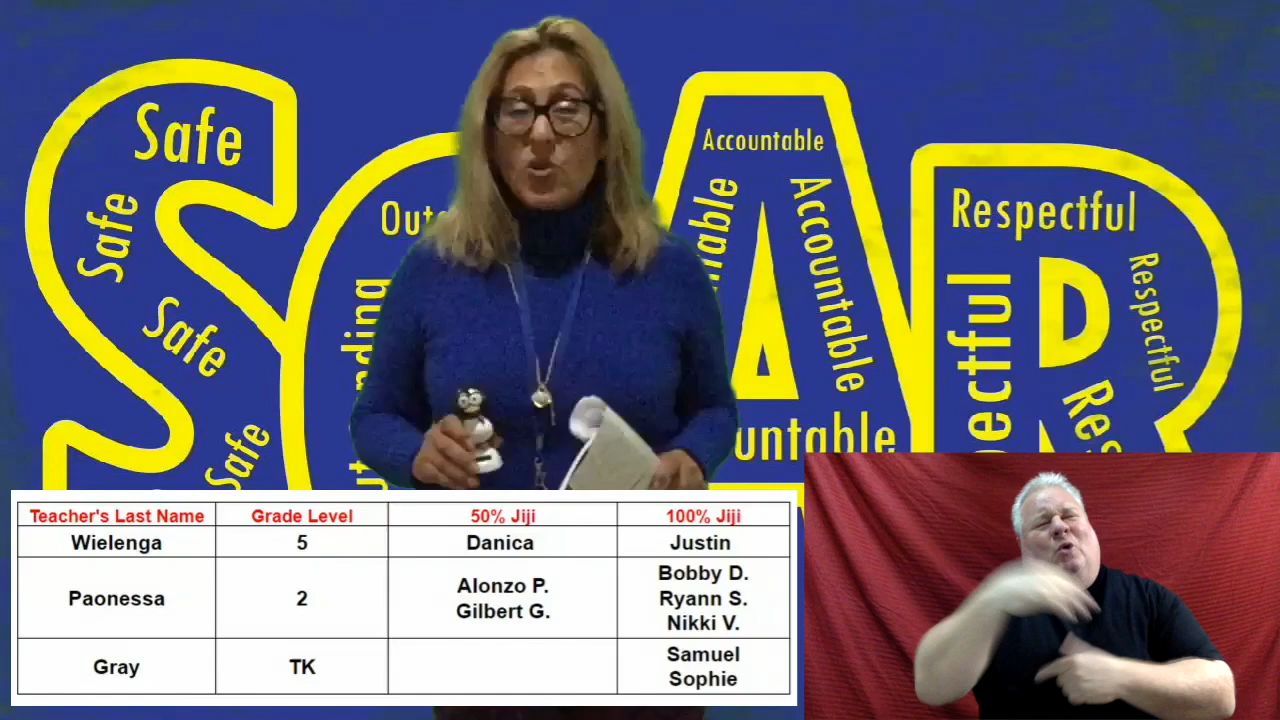 Safe
Safe
Safe
Safe
Accountable
Accountable
Respectful
Respectful
Teacher's Last Name Grade Level 50% Jiji 100% Jiji
Wielenga 5 Danica Justin
Paonessa 2 Alonzo P. Bobby D.
Gilbert G. Ryann S.
Nikki V.
Gray TK Samuel
Sophie